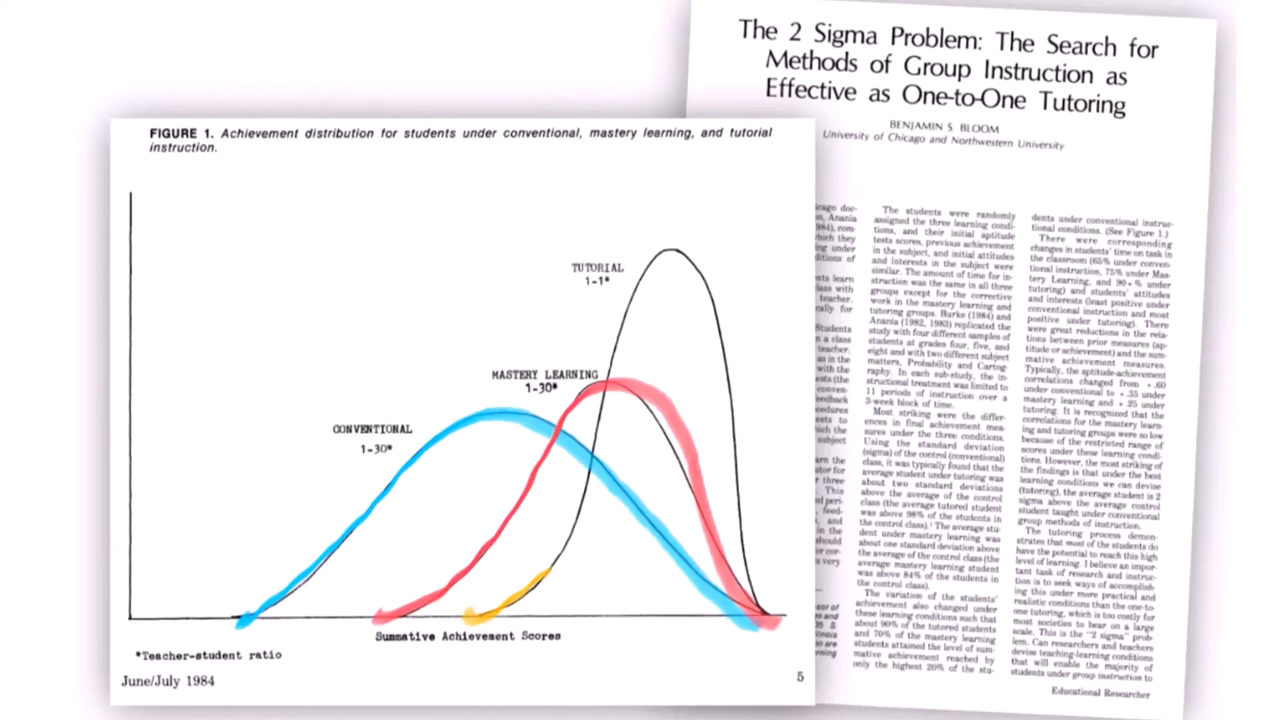 The 2 Sigma Problem: The Search for
Methods of Group Instruction as
Effective as One-to-One Tutoring
BENJAMIN S. BLOOM
University of Chicago and Northwestern University
FIGURE 1. Achievement distribution for students under conventional, mastery learning, and tutorial
instruction.
TUTORIAL
1-1*
MASTERY LEARNING
1-30*
CONVENTIONAL
1-30*
Summative Achievement Scores
*Teacher-student ratio
June/July 1984
5
The students were randomly
assigned the three learning condi-
tions, and their initial aptitude
tests scores, previous achievement
in the subject, and initial attitudes
and interests in the subject were
similar. The amount of time for in-
struction was the same in all three
groups except for the corrective
work in the mastery learning and
tutoring groups. Burke (1984) and
Anania (1982, 1983) replicated the
study with four different samples of
students at grades four, five, and
eight and with two different subject
matters, Probability and Cartog-
raphy. In each sub-study, the in-
structional treatment was limited to
11 periods of instruction over a
3-week block of time.
Most striking were the differ-
ences in final achievement mea-
sures under the three conditions.
Using the standard deviation
(sigma) of the control (conventional)
class, it was typically found that the
average student under tutoring was
about two standard deviations
above the average of the control
class (the average tutored student
was above 98% of the students in
the control class).¹ The average stu-
dent under mastery learning was
about one standard deviation above
the average of the control class (the
average mastery learning student
was above 84% of the students in
the control class).
The variation of the students'
achievement also changed under
these learning conditions such that
about 90% of the tutored students
and 70% of the mastery learning
students attained the level of sum-
mative achievement reached by
only the highest 20% of the stu-
dents under conventional instruc-
tional conditions. (See Figure 1.)
There were corresponding
changes in students' time on task in
the classroom (65% under conven-
tional instruction, 75% under Mas-
tery Learning, and 90+% under
tutoring) and students' attitudes
and interests (least positive under
conventional instruction and most
positive under tutoring). There
were great reductions in the rela-
tions between prior measures (ap-
titude or achievement) and the sum-
mative achievement measures.
Typically, the aptitude-achievement
correlations changed from +.60
under conventional to +.35 under
mastery learning and +.25 under
tutoring. It is recognized that the
correlations for the mastery learn-
ing and tutoring groups were so low
because of the restricted range of
scores under these learning condi-
tions. However, the most striking of
the findings is that under the best
learning conditions we can devise
(tutoring), the average student is 2
sigma above the average control
student taught under conventional
group methods of instruction.
The tutoring process demon-
strates that most of the students do
have the potential to reach this high
level of learning. I believe an impor-
tant task of research and instruc-
tion is to seek ways of accomplish-
ing this under more practical and
realistic conditions than the one-to-
one tutoring, which is too costly for
most societies to bear on a large
scale. This is the "2 sigma" prob-
lem. Can researchers and teachers
devise teaching-learning conditions
that will enable the majority of
students under group instruction to
Educational Researcher